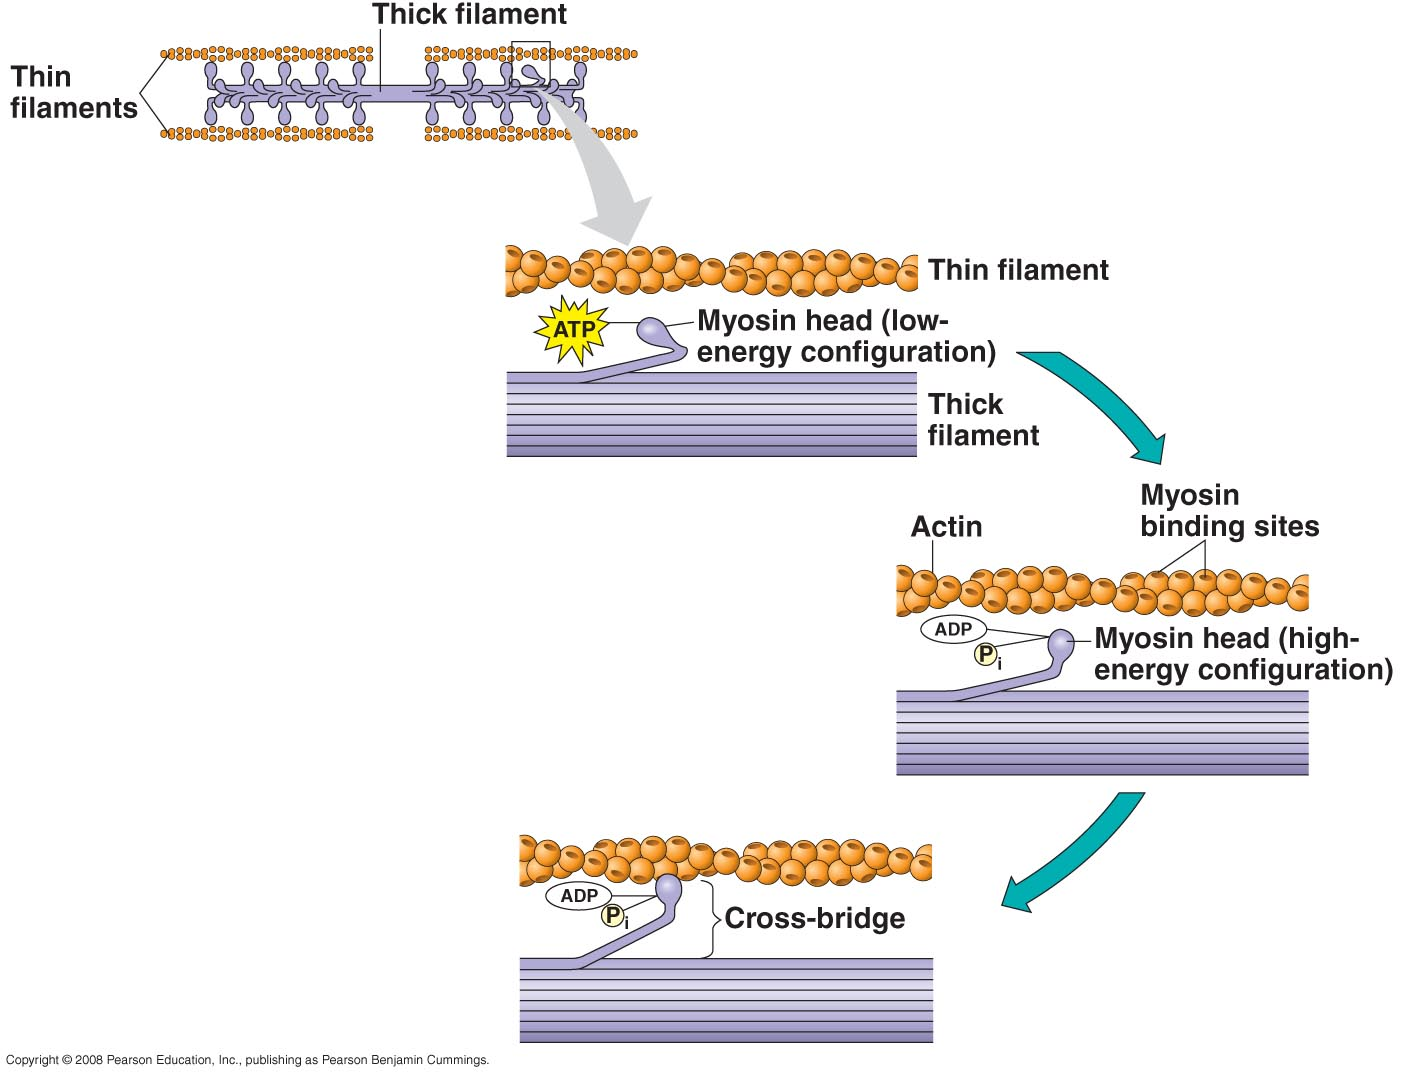 Thick filament
Thin
filaments
Thin filament
ATP
Myosin head (low-
energy configuration)
Thick
filament
Myosin
binding sites
Actin
ADP
Pi
Myosin head (high-
energy configuration)
ADP
Pi
Cross-bridge
Copyright © 2008 Pearson Education, Inc., publishing as Pearson Benjamin Cummings.